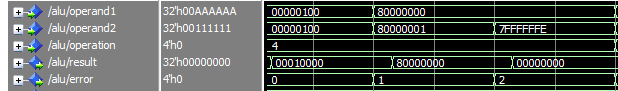 /alu/operand1 32'h00AAAAAA 00000100 80000000
/alu/operand2 32'h00111111 00000100 80000001 7FFFFFFE
/alu/operation 4'h0 4
/alu/result 32'h00000000 00010000 80000000 00000000
/alu/error 4'h0 0 1 2